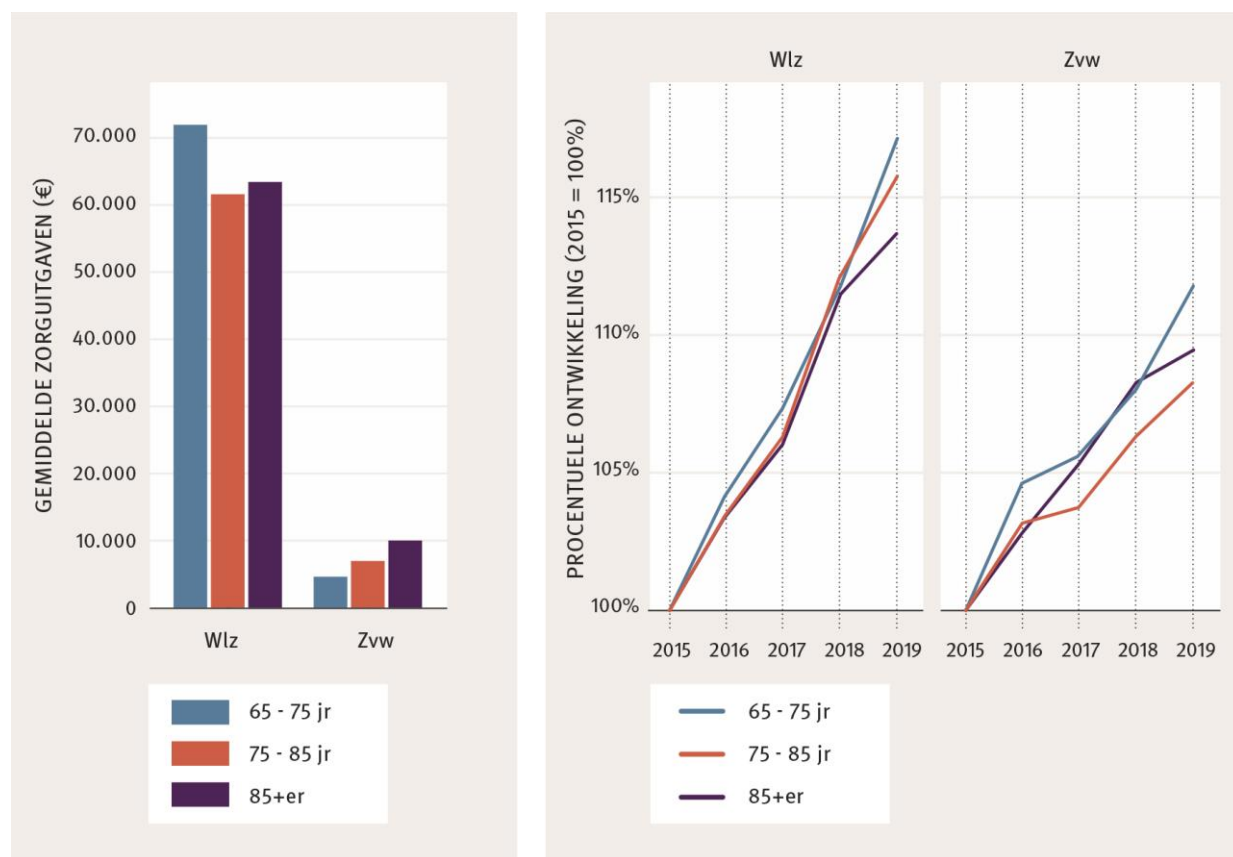 GEMIDDELDE ZORGUITGAVEN (€)
70.000
60.000
50.000
40.000
30.000
20.000
10.000
0
Wlz Zvw
65 - 75 jr
75 - 85 jr
85+er
Wlz Zvw
PROCENTUELE ONTWIKKELING (2015 = 100%)
115%
110%
105%
100%
2015 2016 2017 2018 2019 2015 2016 2017 2018 2019
65 - 75 jr
75 - 85 jr
85+er